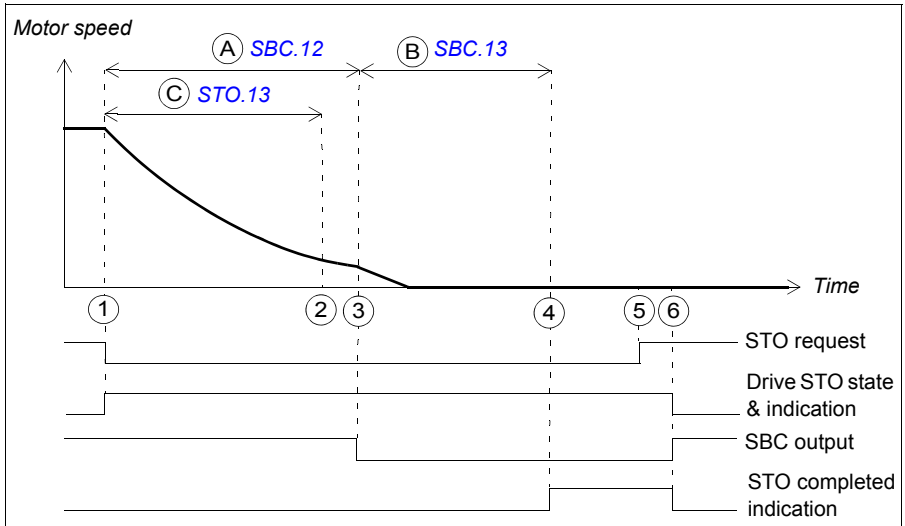 Motor speed
A SBC.12
B SBC.13
C STO.13
Time
1 2 3 4 5 6
STO request
Drive STO state
& indication
SBC output
STO completed
indication